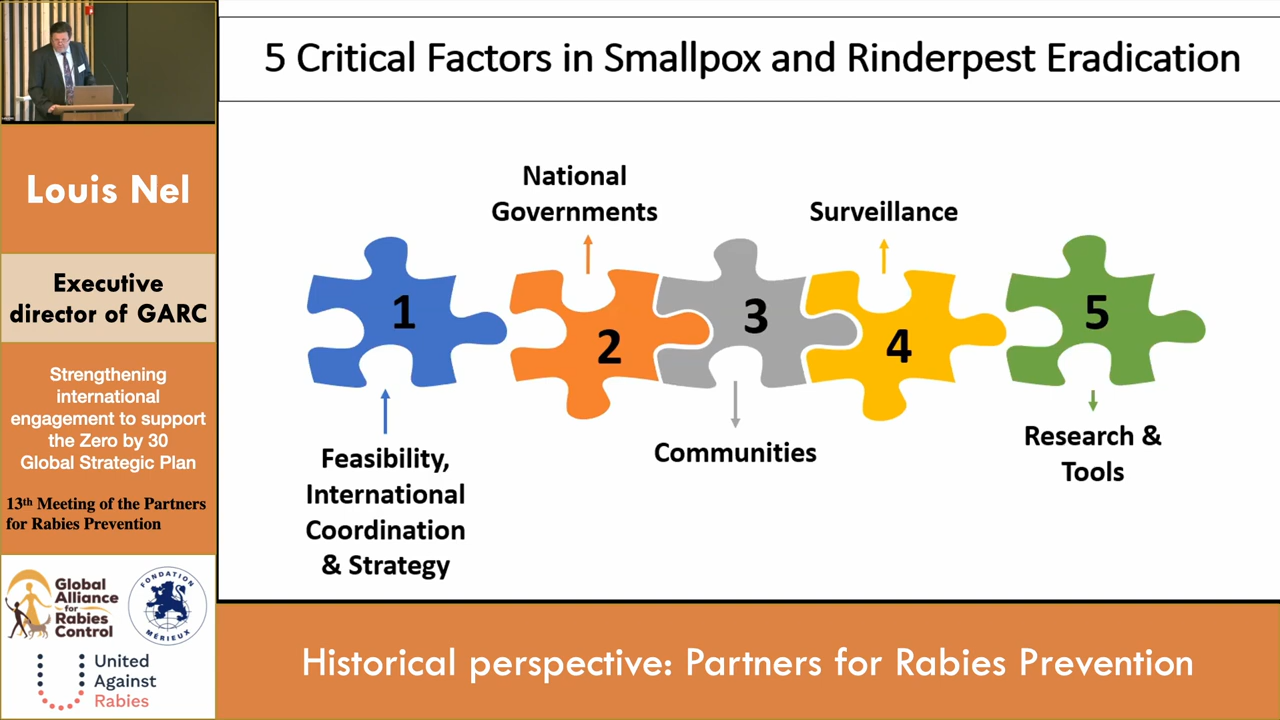 5 Critical Factors in Smallpox and Rinderpest Eradication
Louis Nel
Executive
director of GARC
Strengthening
international
engagement to support
the Zero by 30
Global Strategic Plan
13th Meeting of the Partners
for Rabies Prevention
Global
Alliance
for
Rabies
Control
FONDATION
MÉRIEUX
United
Against
Rabies
National
Governments
Surveillance
1
2
3
4
5
Feasibility,
International
Coordination
& Strategy
Communities
Research &
Tools
Historical perspective: Partners for Rabies Prevention